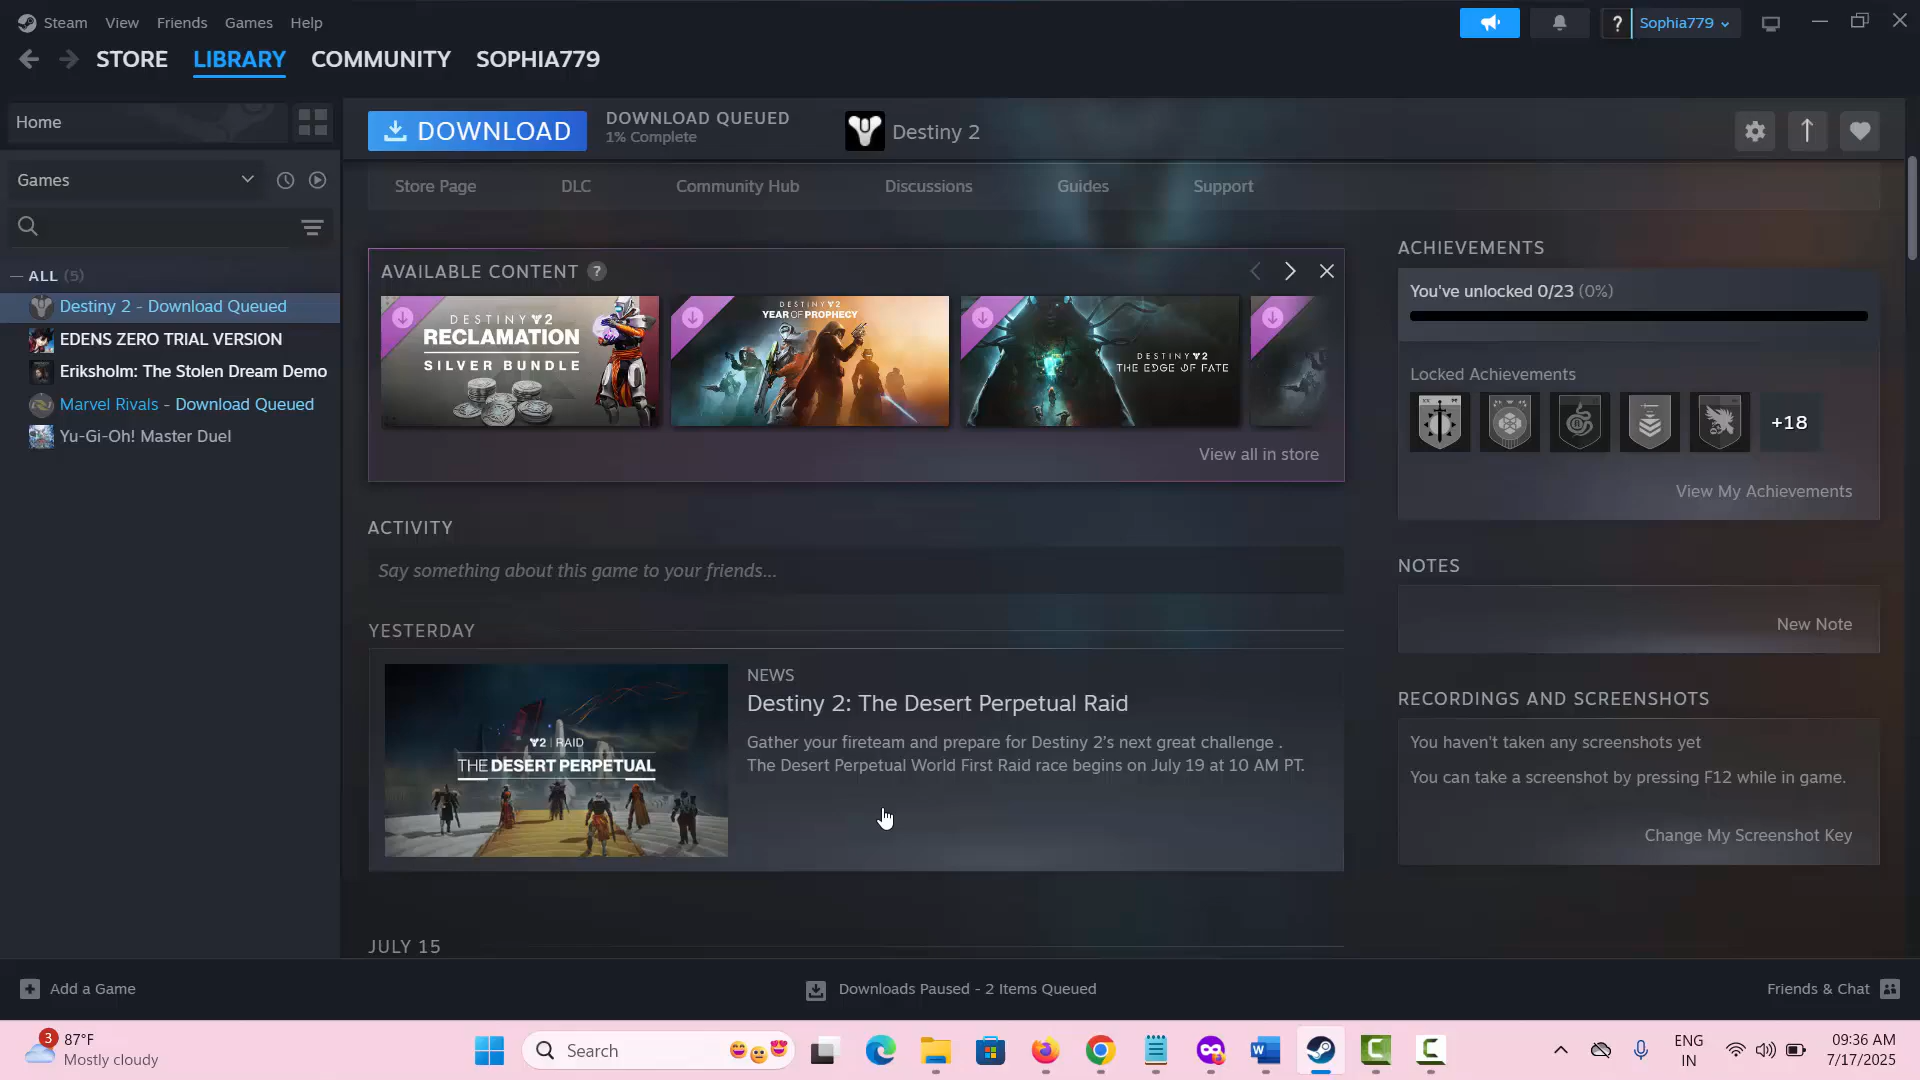 Steam View Friends Games Help
? Sophia779
STORE LIBRARY COMMUNITY SOPHIA779
Home
Games
ALL (5)
Destiny 2 - Download Queued
EDENS ZERO TRIAL VERSION
Eriksholm: The Stolen Dream Demo
Marvel Rivals - Download Queued
Yu-Gi-Oh! Master Duel
DOWNLOAD
DOWNLOAD QUEUED
1% Complete
Destiny 2
Store Page DLC Community Hub Discussions Guides Support
AVAILABLE CONTENT ?
DESTINY 2
RECLAMATION
SILVER BUNDLE
DESTINY 2
YEAR OF PROPHECY
DESTINY 2
THE EDGE OF FATE
View all in store
ACTIVITY
Say something about this game to your friends...
YESTERDAY
2 | RAID
THE DESERT PERPETUAL
NEWS
Destiny 2: The Desert Perpetual Raid
Gather your fireteam and prepare for Destiny 2's next great challenge .
The Desert Perpetual World First Raid race begins on July 19 at 10 AM PT.
JULY 15
ACHIEVEMENTS
You've unlocked 0/23 (0%)
Locked Achievements
+18
View My Achievements
NOTES
New Note
RECORDINGS AND SCREENSHOTS
You haven't taken any screenshots yet
You can take a screenshot by pressing F12 while in game.
Change My Screenshot Key
Add a Game
Downloads Paused - 2 Items Queued
Friends & Chat
3
87°F
Mostly cloudy
Search
ENG
IN
09:36 AM
7/17/2025